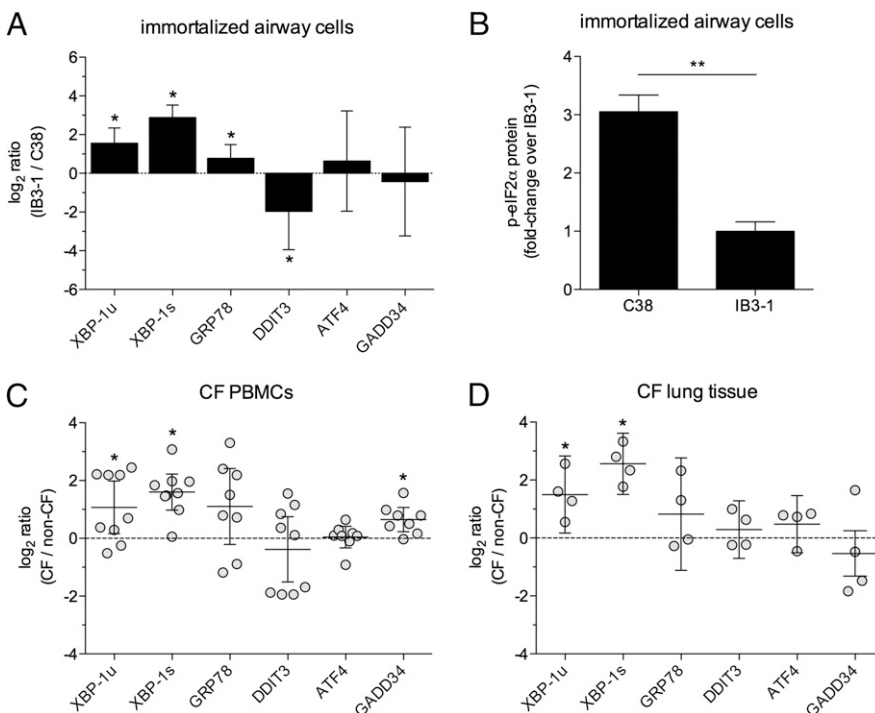 A
immortalized airway cells
log2 ratio
(IB3-1 / C38)
6
4
2
0
-2
-4
-6
*
*
*
*
XBP-1u
XBP-1s
GRP78
DDIT3
ATF4
GADD34
B
immortalized airway cells
p-eIF2α protein
(fold-change over IB3-1)
4
3
2
1
0
**
C38
IB3-1
C
CF PBMCs
log2 ratio
(CF / non-CF)
4
2
0
-2
-4
*
*
*
XBP-1u
XBP-1s
GRP78
DDIT3
ATF4
GADD34
D
CF lung tissue
log2 ratio
(CF / non-CF)
4
2
0
-2
-4
*
*
XBP-1u
XBP-1s
GRP78
DDIT3
ATF4
GADD34